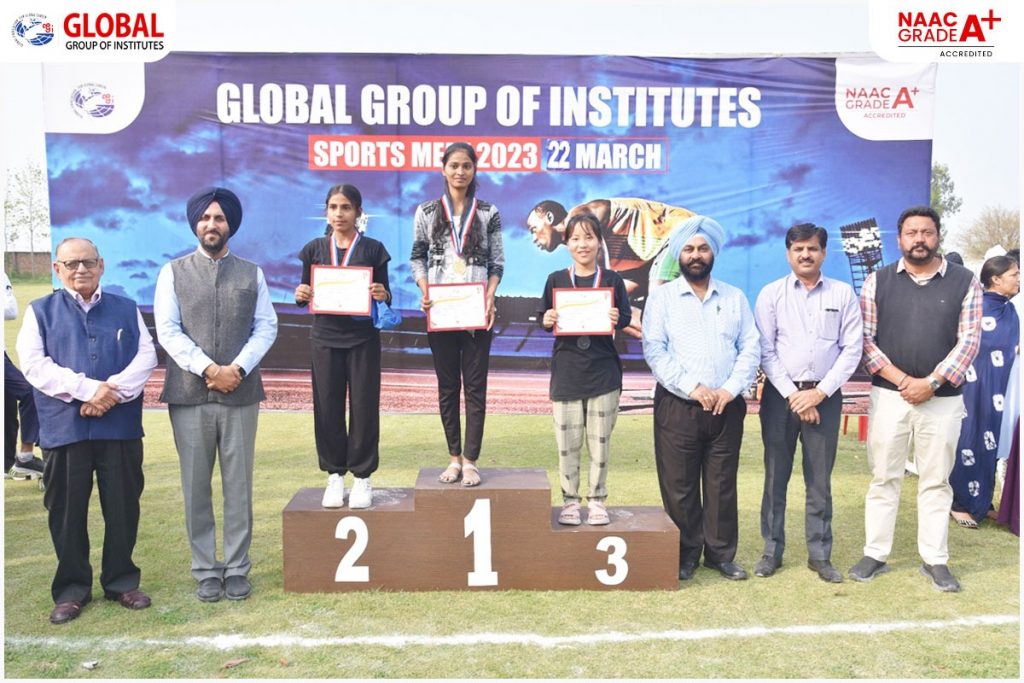 GLOBAL
GROUP OF INSTITUTES
NAAC
GRADE A+
ACCREDITED
GLOBAL GROUP OF INSTITUTES
NAAC
GRADE A+
ACCREDITED
SPORTS MEET 2023 22 MARCH
2
1
3